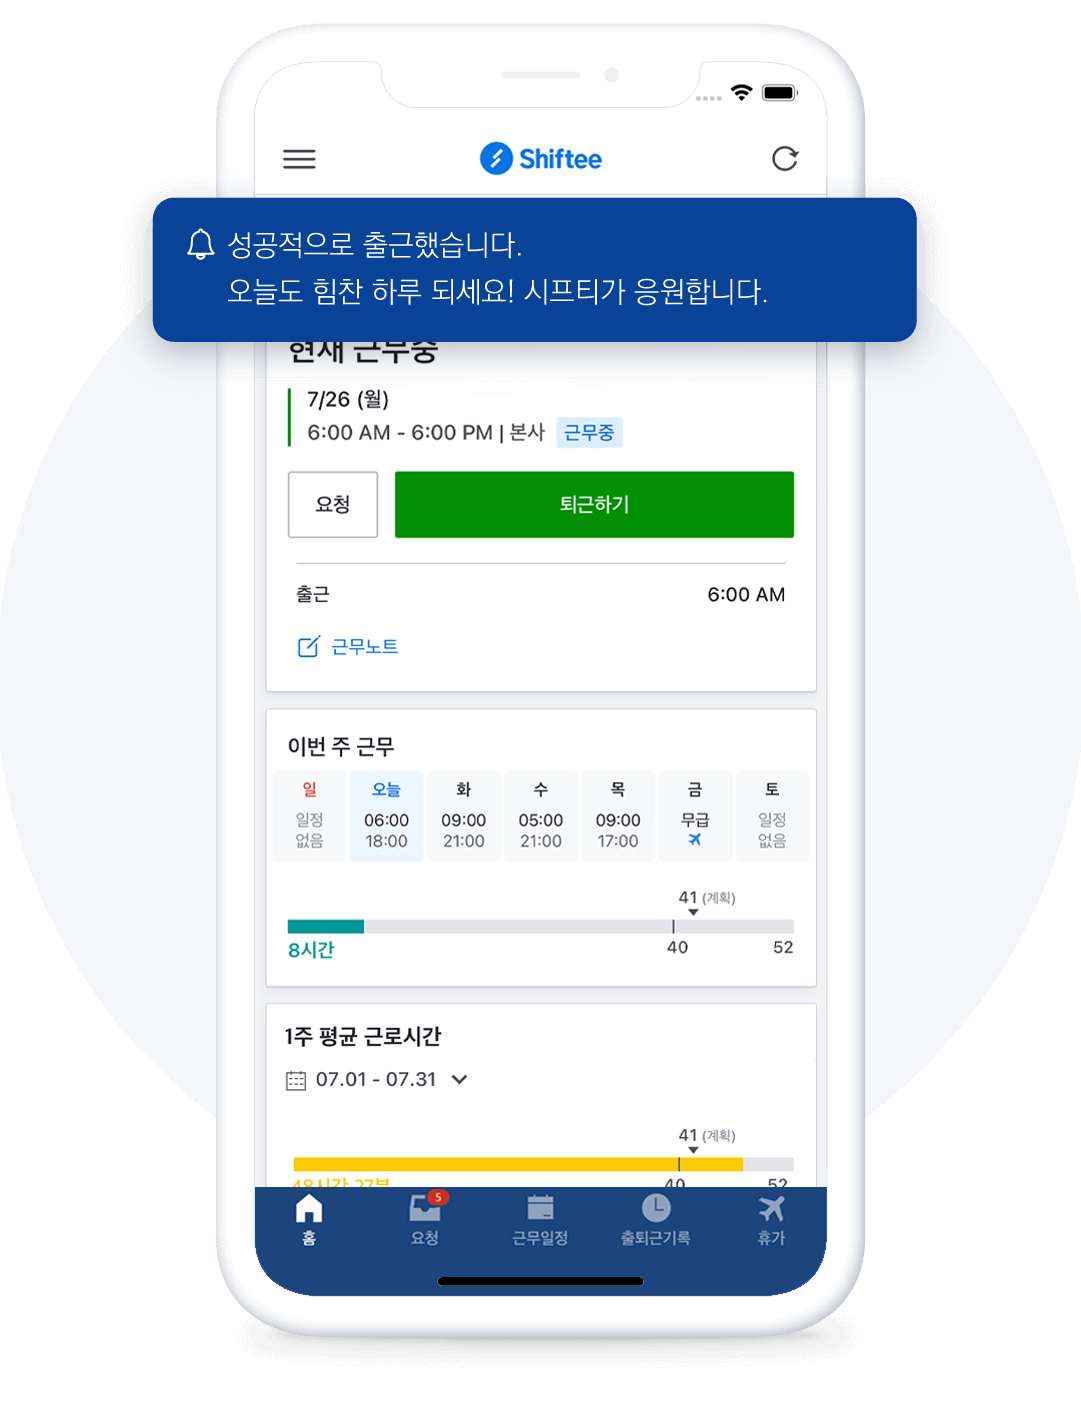 Shiftee
성공적으로 출근했습니다.
오늘도 힘찬 하루 되세요! 시프티가 응원합니다.
현재 근무중
7/26 (월)
6:00 AM - 6:00 PM | 본사 근무중
요청 퇴근하기
출근 6:00 AM
근무노트
이번 주 근무
일 오늘 화 수 목 금 토
일정 06:00 09:00 05:00 09:00 무급 일정
없음 18:00 21:00 21:00 17:00 없음
41 (계획)
8시간 40 52
1주 평균 근로시간
07.01 - 07.31
41 (계획)
48시간 27분 40 52
5
홈 요청 근무일정 출퇴근기록 휴가